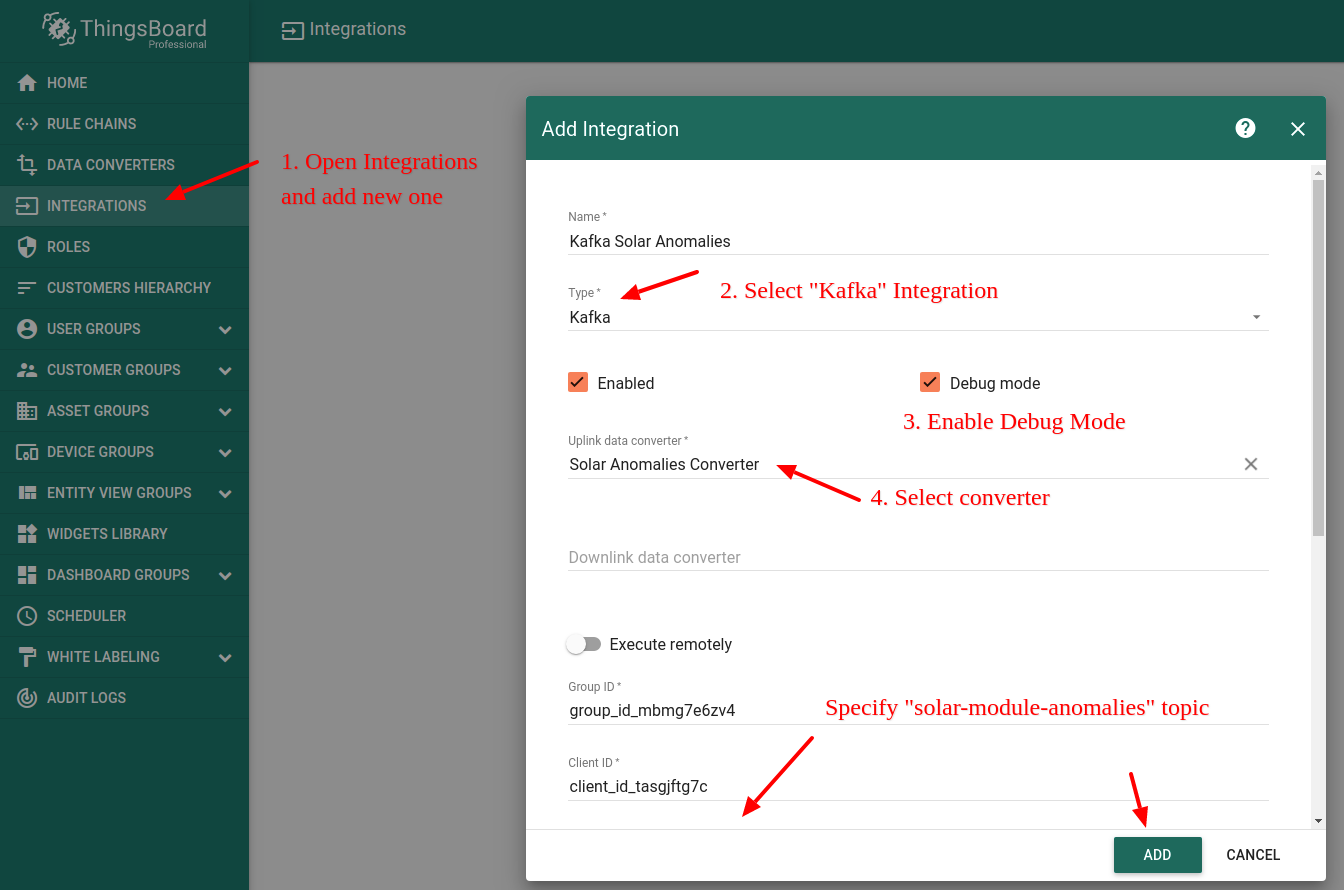 ThingsBoard
Professional
Integrations
HOME
RULE CHAINS
DATA CONVERTERS
INTEGRATIONS
ROLES
CUSTOMERS HIERARCHY
USER GROUPS
CUSTOMER GROUPS
ASSET GROUPS
DEVICE GROUPS
ENTITY VIEW GROUPS
WIDGETS LIBRARY
DASHBOARD GROUPS
SCHEDULER
WHITE LABELING
AUDIT LOGS
1. Open Integrations
and add new one
Add Integration
?
Name *
Kafka Solar Anomalies
Type *
2. Select "Kafka" Integration
Kafka
Enabled
Debug mode
3. Enable Debug Mode
Uplink data converter *
Solar Anomalies Converter
4. Select converter
Downlink data converter
Execute remotely
Group ID *
group_id_mbmg7e6zv4
Specify "solar-module-anomalies" topic
Client ID *
client_id_tasgjftg7c
ADD
CANCEL